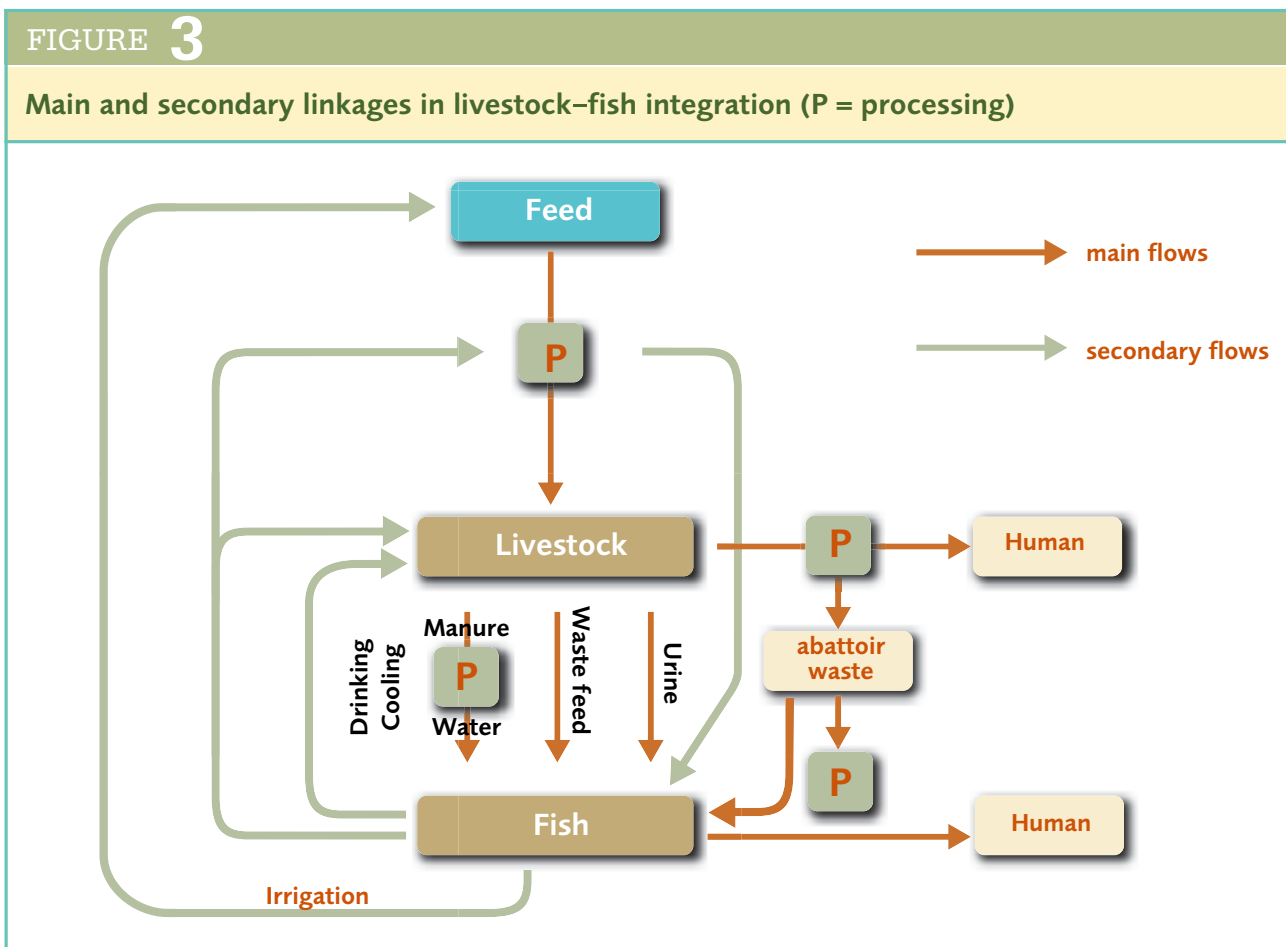 FIGURE 3
Main and secondary linkages in livestock–fish integration (P = processing)
Feed
main flows
P
secondary flows
Livestock
P
Human
Drinking
Cooling
Manure
P
Water
Waste feed
Urine
abattoir
waste
P
Fish
Human
Irrigation